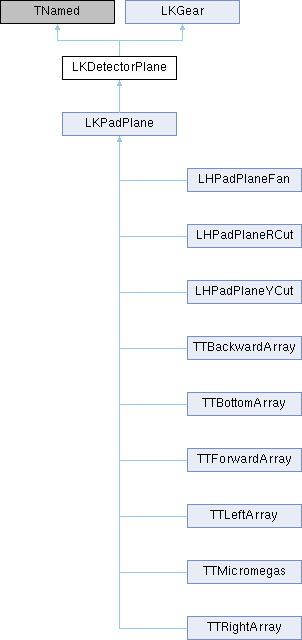 TNamed
LKGear
LKDetectorPlane
LKPadPlane
LHPadPlaneFan
LHPadPlaneRCut
LHPadPlaneYCut
TTBackwardArray
TTBottomArray
TTForwardArray
TTLeftArray
TTMicromegas
TTRightArray